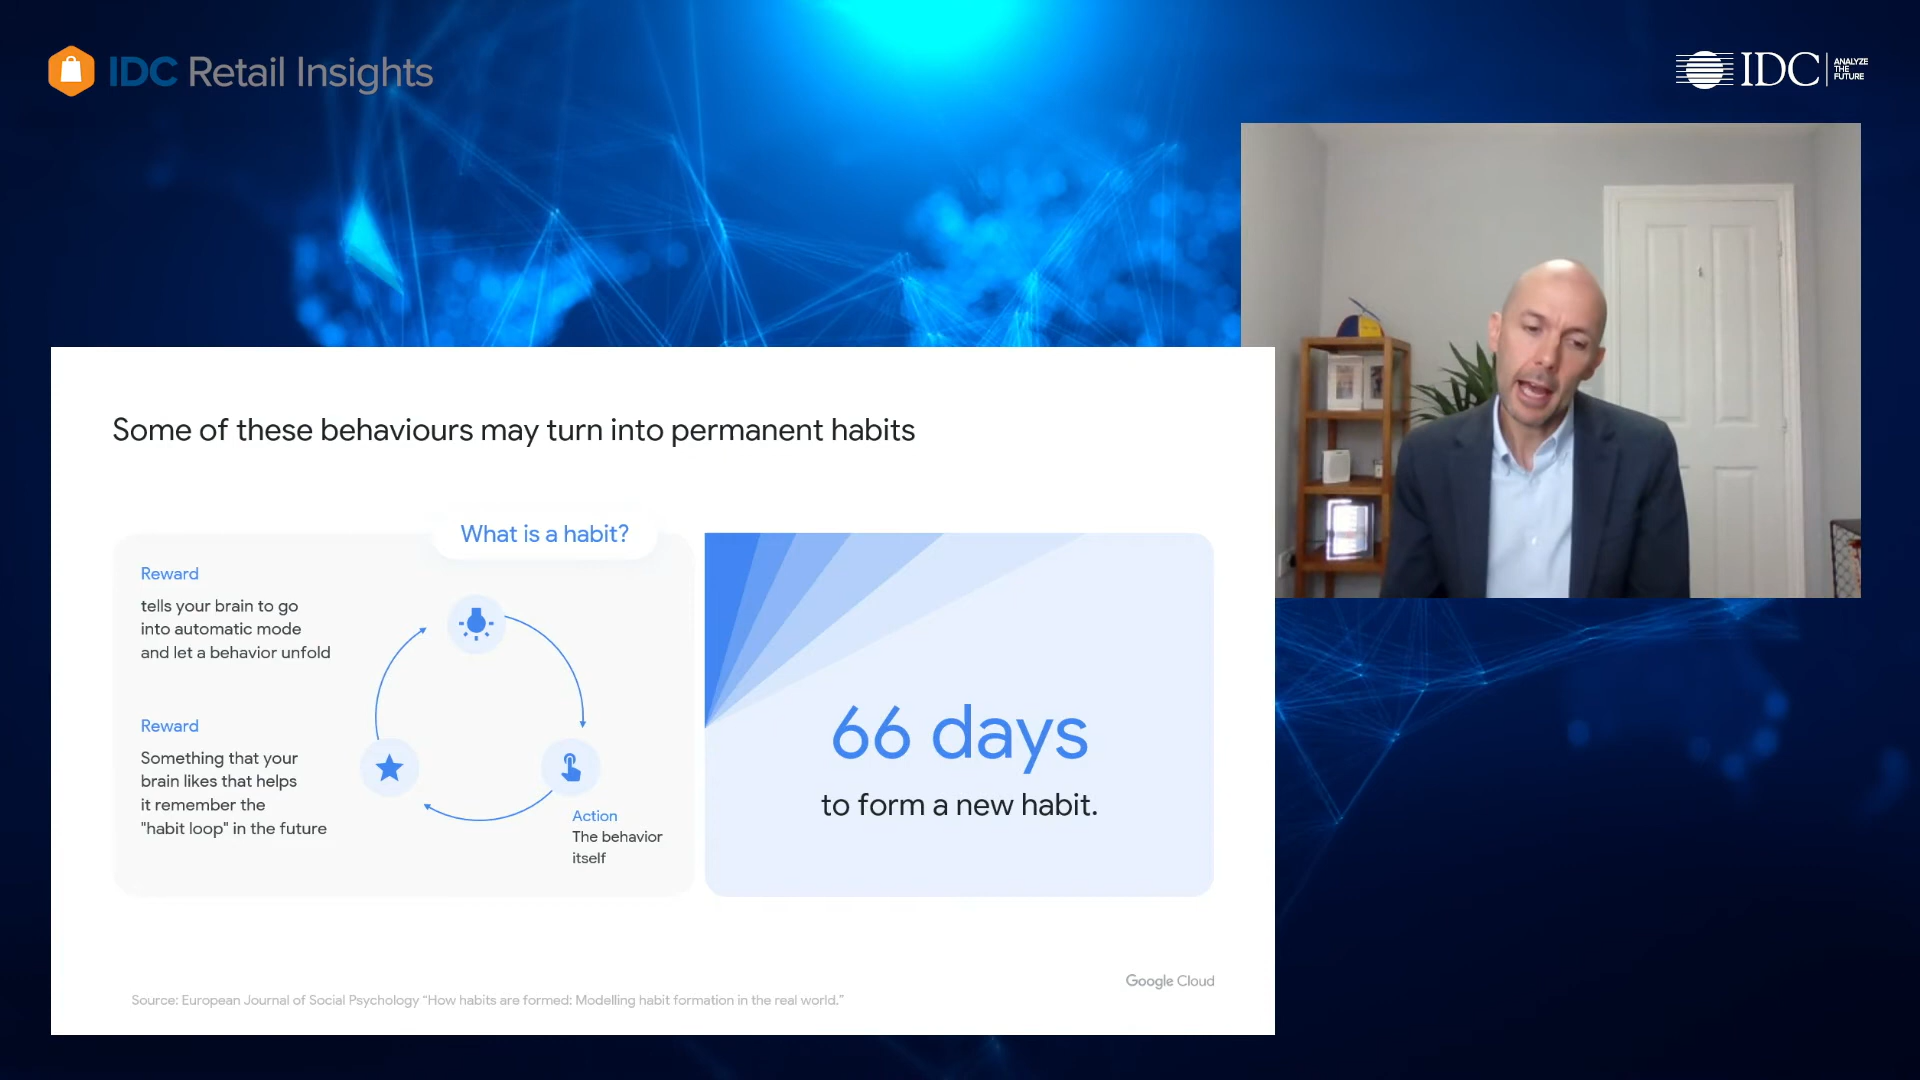 IDC Retail Insights
IDC
ANALYZE
THE
FUTURE
Some of these behaviours may turn into permanent habits
What is a habit?
Reward
tells your brain to go
into automatic mode
and let a behavior unfold
Reward
Something that your
brain likes that helps
it remember the
"habit loop" in the future
Action
The behavior
itself
66 days
to form a new habit.
Google Cloud
Source: European Journal of Social Psychology “How habits are formed: Modelling habit formation in the real world.”